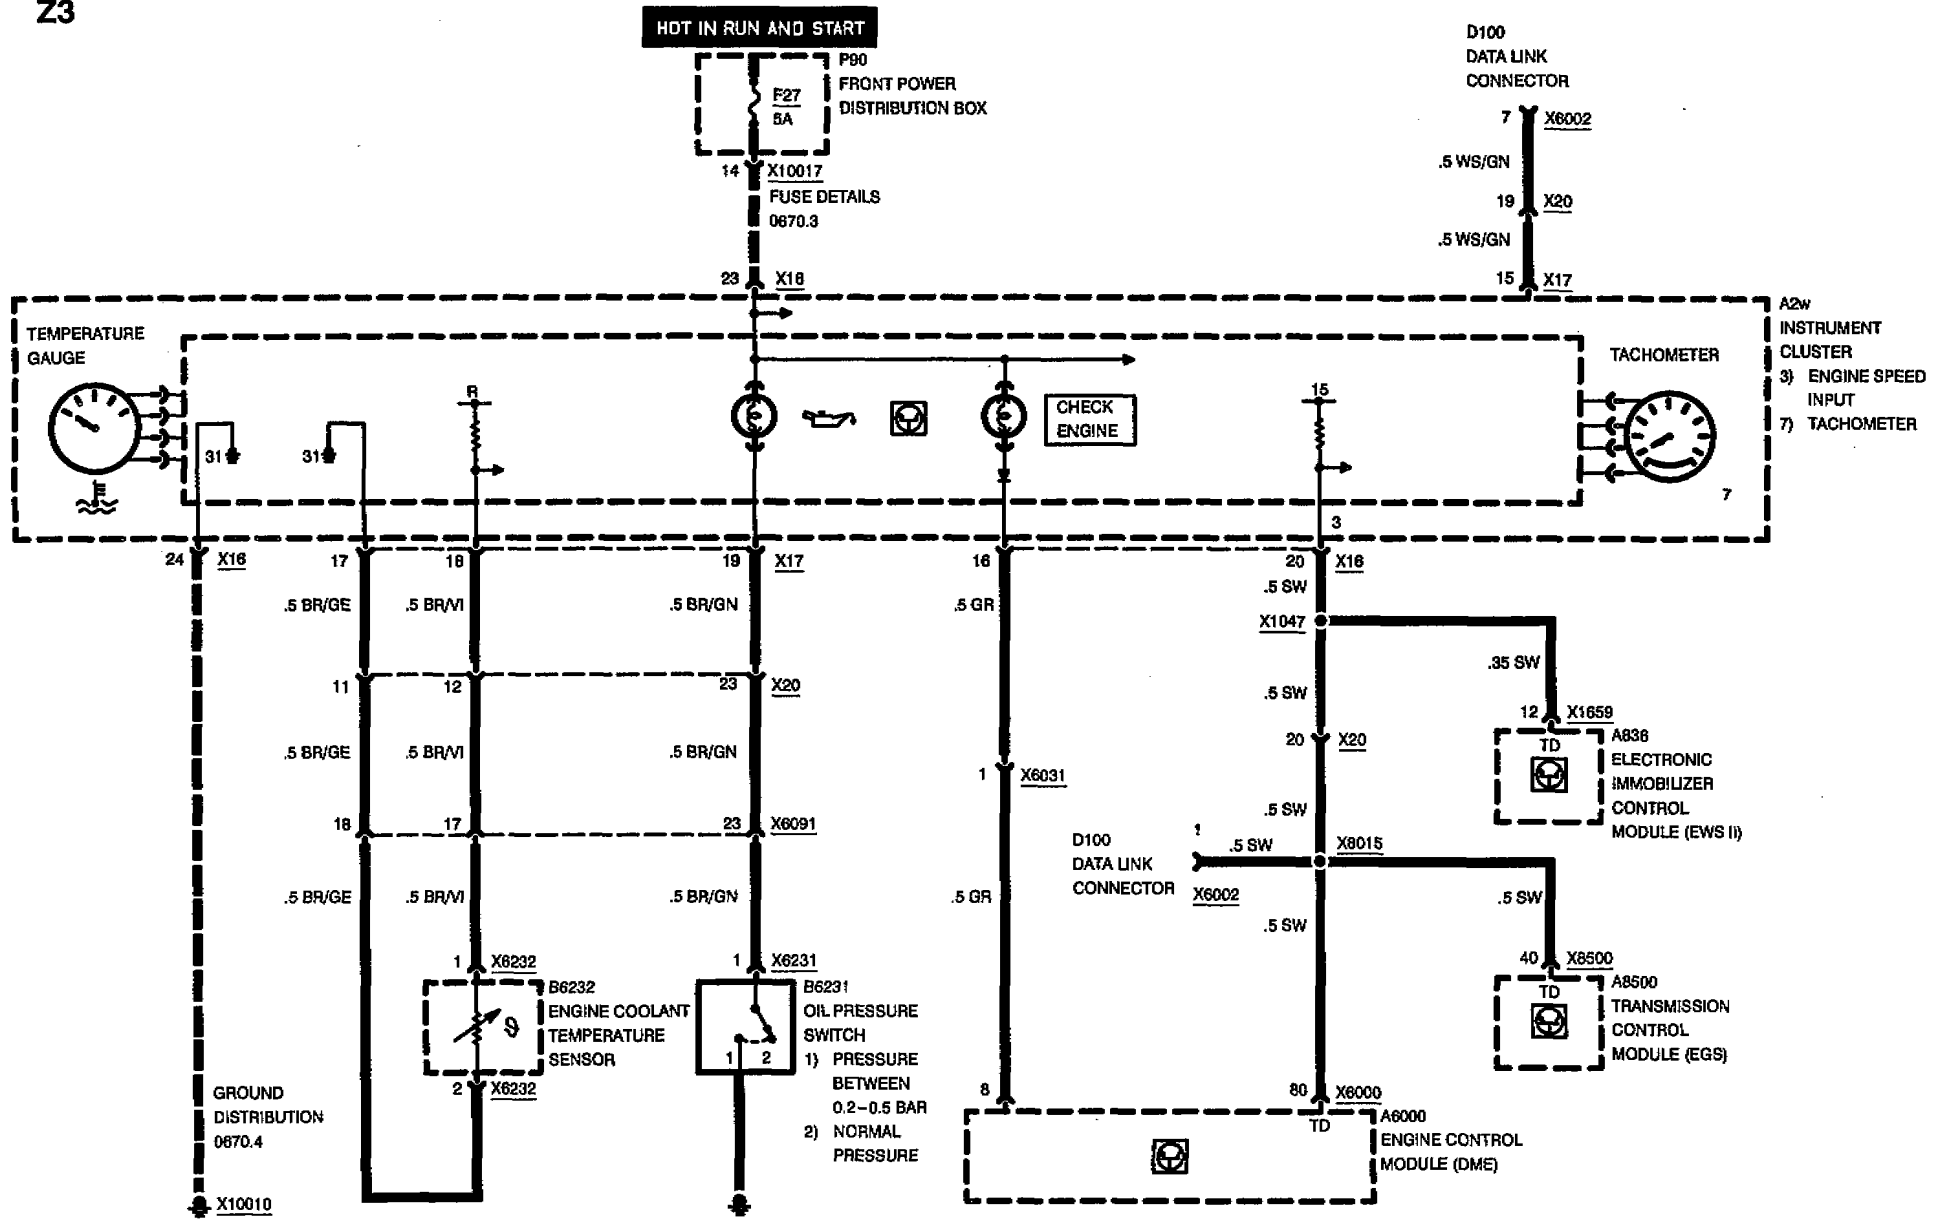 Z3
HOT IN RUN AND START
P90
FRONT POWER
DISTRIBUTION BOX
F27
5A
14 X10017
FUSE DETAILS
0670.3
23 X16
D100
DATA LINK
CONNECTOR
7 X6002
.5 WS/GN
19 X20
.5 WS/GN
15 X17
A2w
INSTRUMENT
CLUSTER
3) ENGINE SPEED
INPUT
7) TACHOMETER
TEMPERATURE
GAUGE
31
31
R
CHECK
ENGINE
15
TACHOMETER
7
3
24 X16
17
18
19 X17
16
20 X16
.5 BR/GE
.5 BR/VI
.5 BR/GN
.5 GR
.5 SW
X1047
.35 SW
11
12
23 X20
.5 SW
12 X1659
TD
A836
ELECTRONIC
IMMOBILIZER
CONTROL
MODULE (EWS II)
20 X20
.5 BR/GE
.5 BR/VI
.5 BR/GN
1 X6031
.5 SW
18
17
23 X6091
D100
DATA LINK
CONNECTOR
1
X6002
.5 SW
X8015
.5 BR/GE
.5 BR/VI
.5 BR/GN
.5 GR
.5 SW
.5 SW
1 X6232
1 X6231
40 X8500
TD
A8500
TRANSMISSION
CONTROL
MODULE (EGS)
B6232
ENGINE COOLANT
TEMPERATURE
SENSOR
ϑ
2 X6232
B6231
OIL PRESSURE
SWITCH
1) PRESSURE
BETWEEN
0.2-0.5 BAR
2) NORMAL
PRESSURE
1 2
GROUND
DISTRIBUTION
0670.4
X10010
8
80 X6000
TD
A6000
ENGINE CONTROL
MODULE (DME)